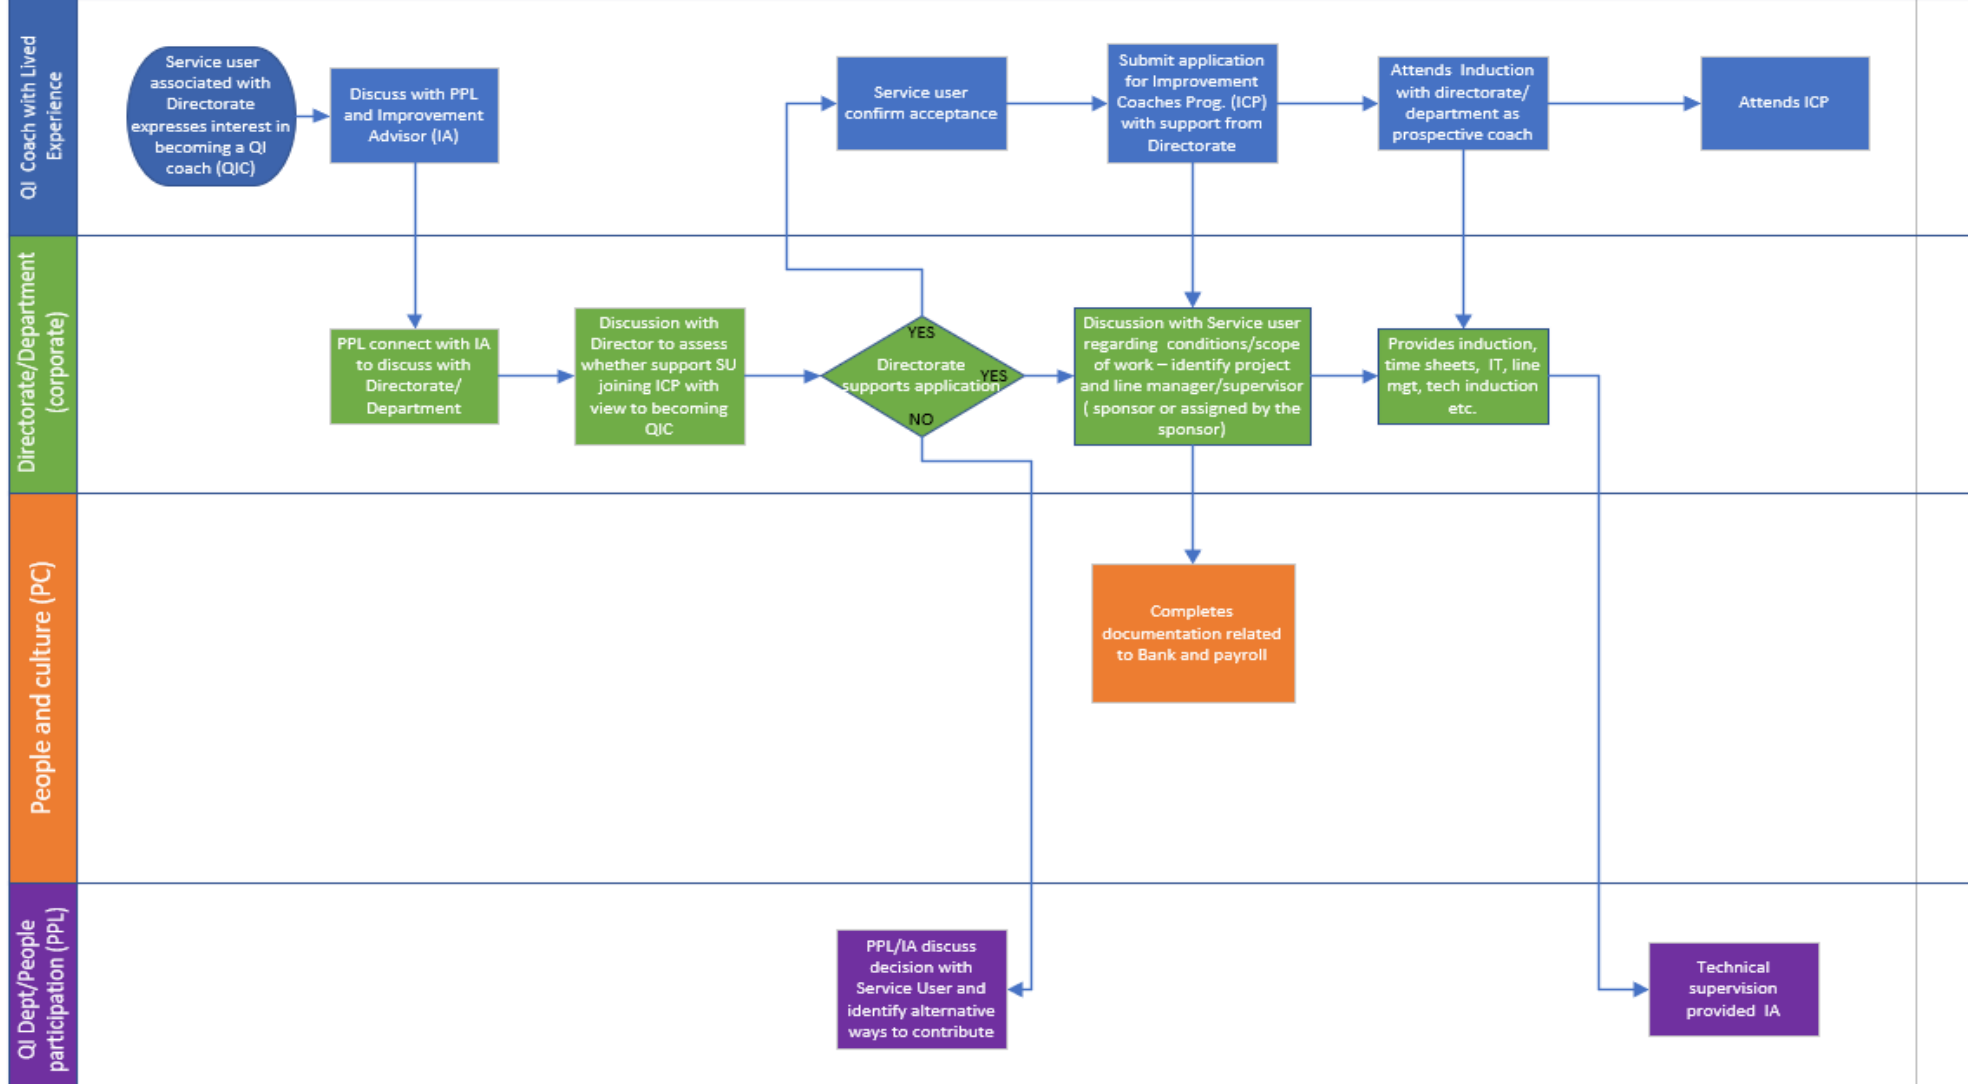 QI Coach with Lived
Experience
Service user
associated with
Directorate
expresses interest in
becoming a QI
coach (QIC)
Discuss with PPL
and Improvement
Advisor (IA)
Service user
confirm acceptance
Submit application
for Improvement
Coaches Prog. (ICP)
with support from
Directorate
Attends Induction
with directorate/
department as
prospective coach
Attends ICP
Directorate/Department
(corporate)
PPL connect with IA
to discuss with
Directorate/
Department
Discussion with
Director to assess
whether support SU
joining ICP with
view to becoming
QIC
YES
Directorate
supports application
YES
NO
Discussion with Service user
regarding conditions/scope
of work – identify project
and line manager/supervisor
( sponsor or assigned by the
sponsor)
Provides induction,
time sheets, IT, line
mgt, tech induction
etc.
People and culture (PC)
Completes
documentation related
to Bank and payroll
QI Dept/People
participation (PPL)
PPL/IA discuss
decision with
Service User and
identify alternative
ways to contribute
Technical
supervision
provided IA